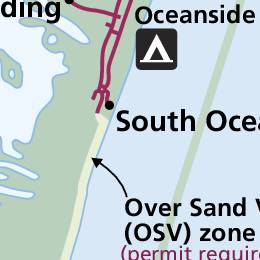 ding
Oceanside
South Ocea
Over Sand V
(OSV) zone
(permit require